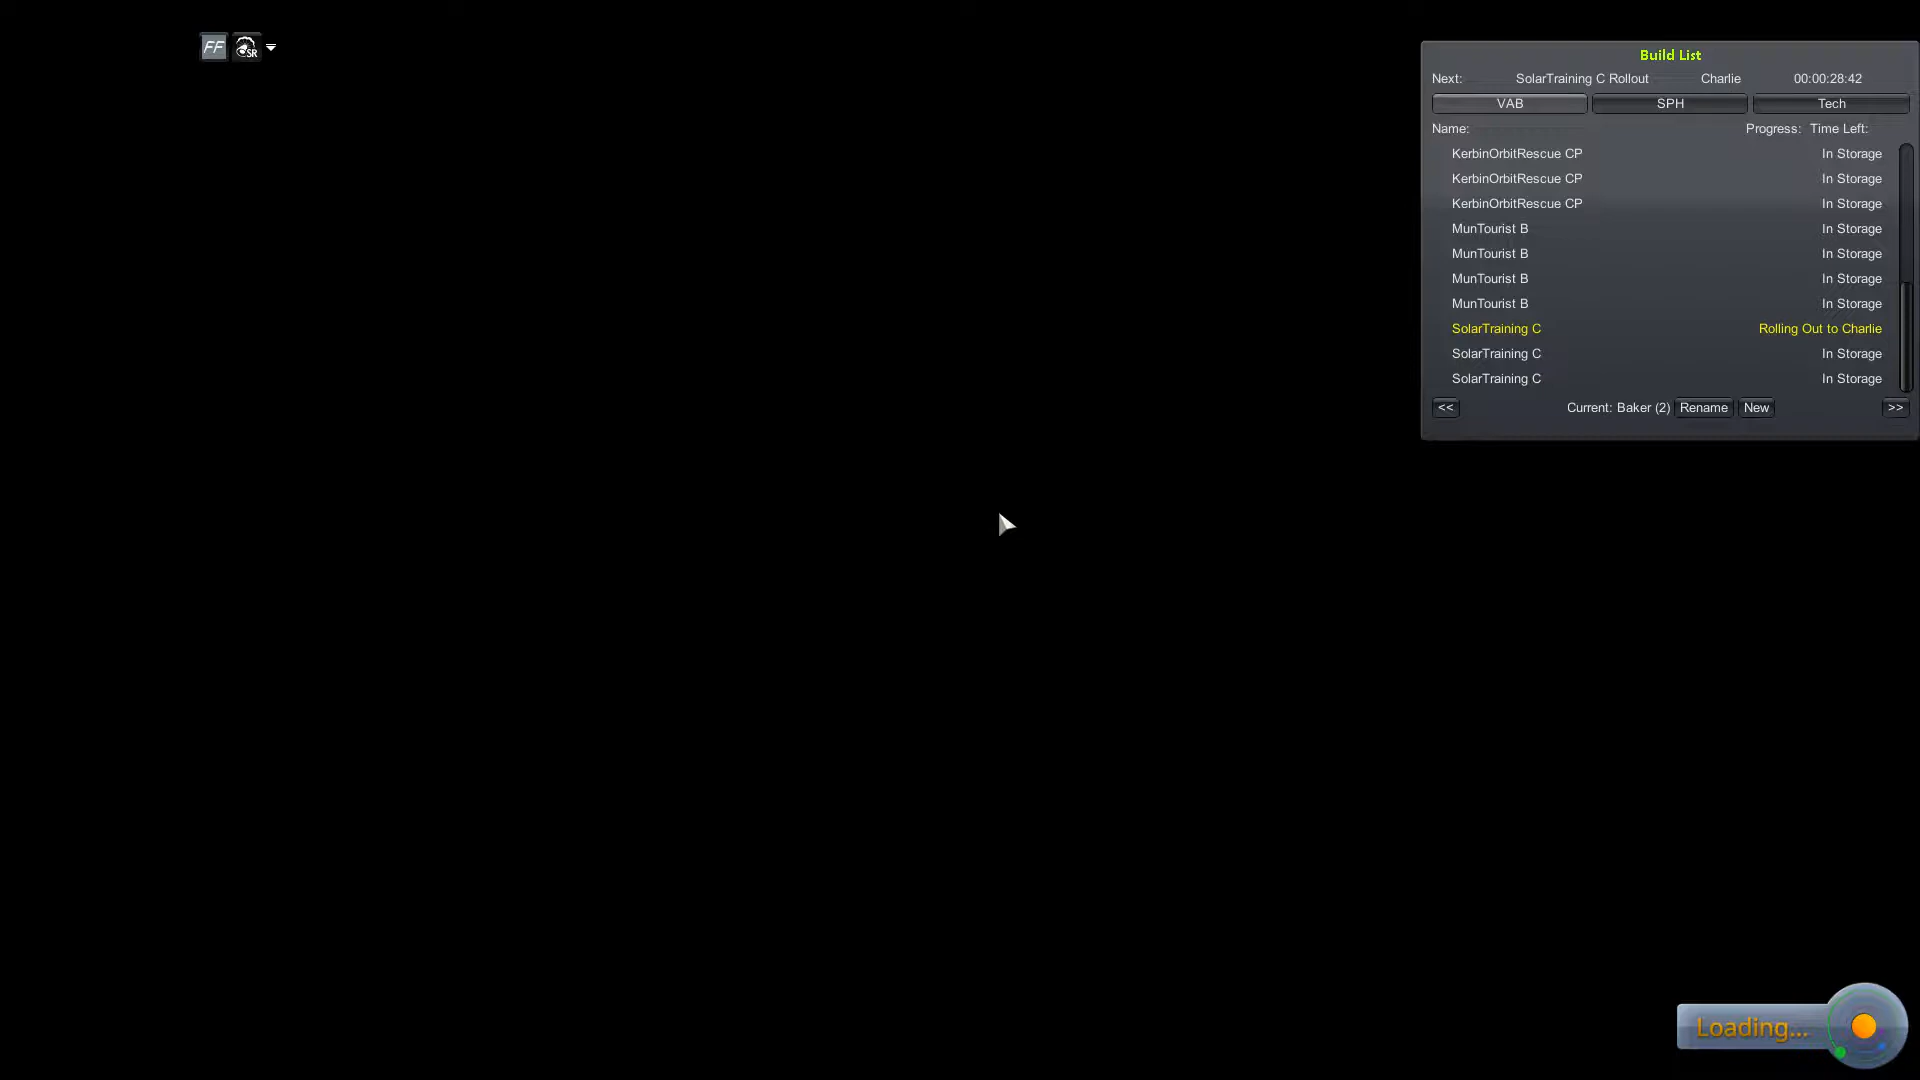 FF SR
Build List
Next: SolarTraining C Rollout Charlie 00:00:28:42
VAB SPH Tech
Name: Progress: Time Left:
KerbinOrbitRescue CP In Storage
KerbinOrbitRescue CP In Storage
KerbinOrbitRescue CP In Storage
MunTourist B In Storage
MunTourist B In Storage
MunTourist B In Storage
MunTourist B In Storage
SolarTraining C Rolling Out to Charlie
SolarTraining C In Storage
SolarTraining C In Storage
<< Current: Baker (2) Rename New >>
Loading...